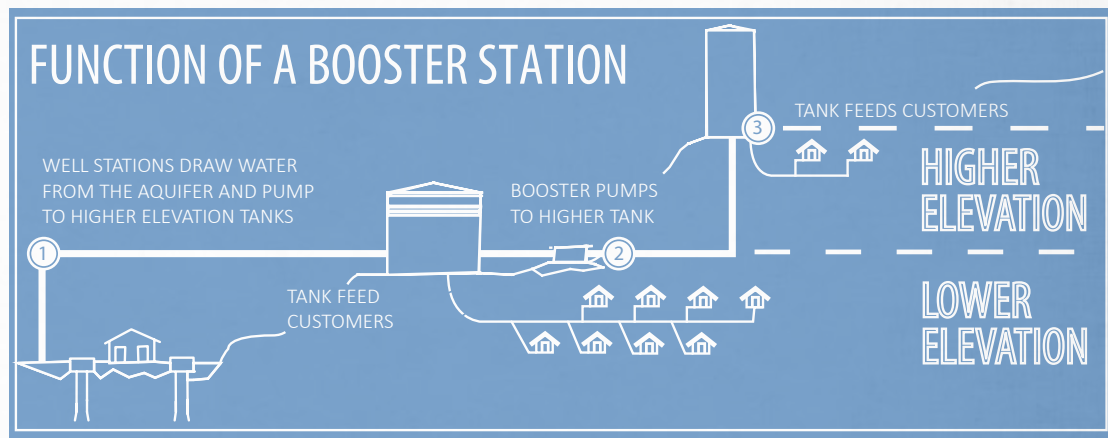 FUNCTION OF A BOOSTER STATION
WELL STATIONS DRAW WATER
FROM THE AQUIFER AND PUMP
TO HIGHER ELEVATION TANKS
1
TANK FEED
CUSTOMERS
BOOSTER PUMPS
TO HIGHER TANK
2
3
TANK FEEDS CUSTOMERS
HIGHER
ELEVATION
LOWER
ELEVATION